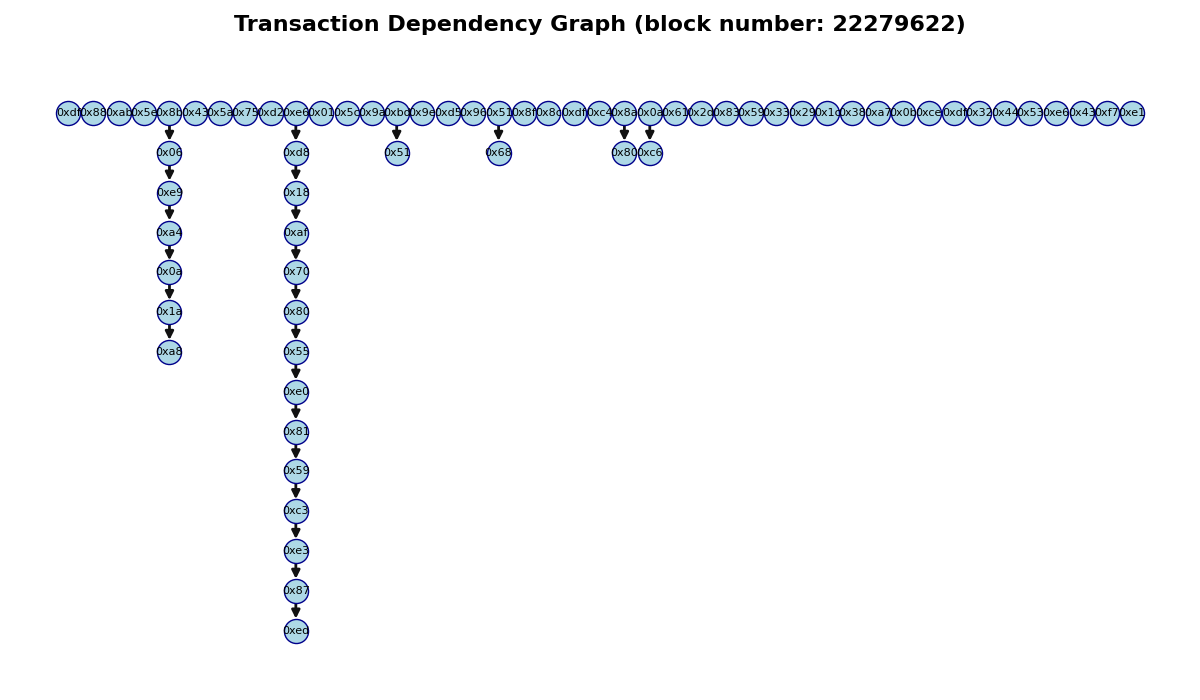 Transaction Dependency Graph (block number: 22279622)
0xdf 0x88 0xab 0x5e 0x8b 0x43 0x5a 0x75 0xd2 0xe6 0x01 0x5c 0x9a 0xbd 0x9e 0xd5 0x96 0x51 0x8f 0x8c 0xdf 0xc4 0x8a 0x0a 0x61 0x2d 0x83 0x59 0x33 0x29 0x1c 0x38 0xa7 0x0b 0xce 0xdf 0x32 0x44 0x53 0xe6 0x43 0xf7 0xe1
0x06 0xd8 0x51 0x68 0x80 0xc6
0xe9 0x18
0xa4 0xaf
0x0a 0x70
0x1a 0x80
0xa8 0x55
0xe0
0x81
0x59
0xc3
0xe3
0x87
0xed